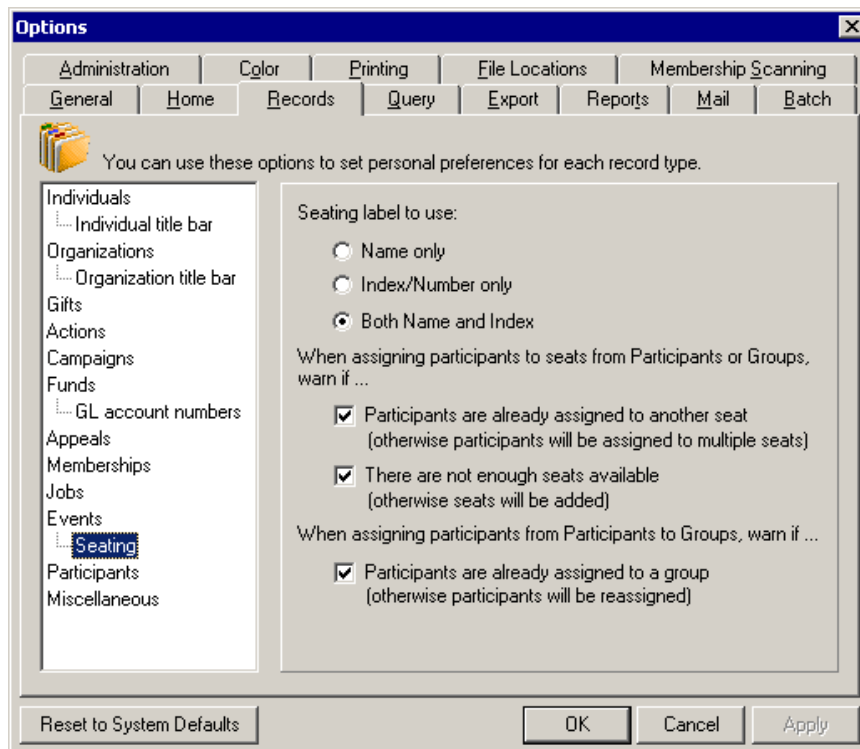 Options
Administration
Color
Printing
File Locations
Membership Scanning
General
Home
Records
Query
Export
Reports
Mail
Batch
You can use these options to set personal preferences for each record type.
Individuals
Individual title bar
Organizations
Organization title bar
Gifts
Actions
Campaigns
Funds
GL account numbers
Appeals
Memberships
Jobs
Events
Seating
Participants
Miscellaneous
Seating label to use:
Name only
Index/Number only
Both Name and Index
When assigning participants to seats from Participants or Groups,
warn if ...
Participants are already assigned to another seat
(otherwise participants will be assigned to multiple seats)
There are not enough seats available
(otherwise seats will be added)
When assigning participants from Participants to Groups, warn if ...
Participants are already assigned to a group
(otherwise participants will be reassigned)
Reset to System Defaults
OK
Cancel
Apply